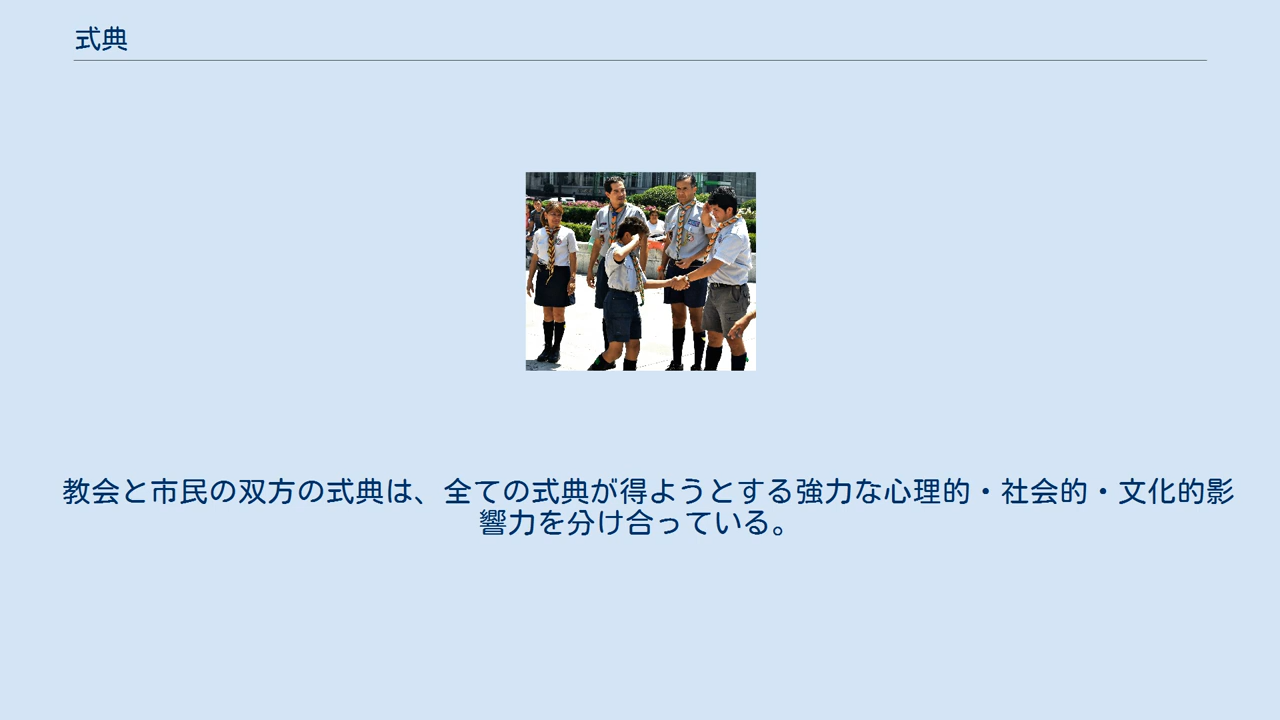 式典
教会と市民の双方の式典は、全ての式典が得ようとする強力な心理的・社会的・文化的影
響力を分け合っている。